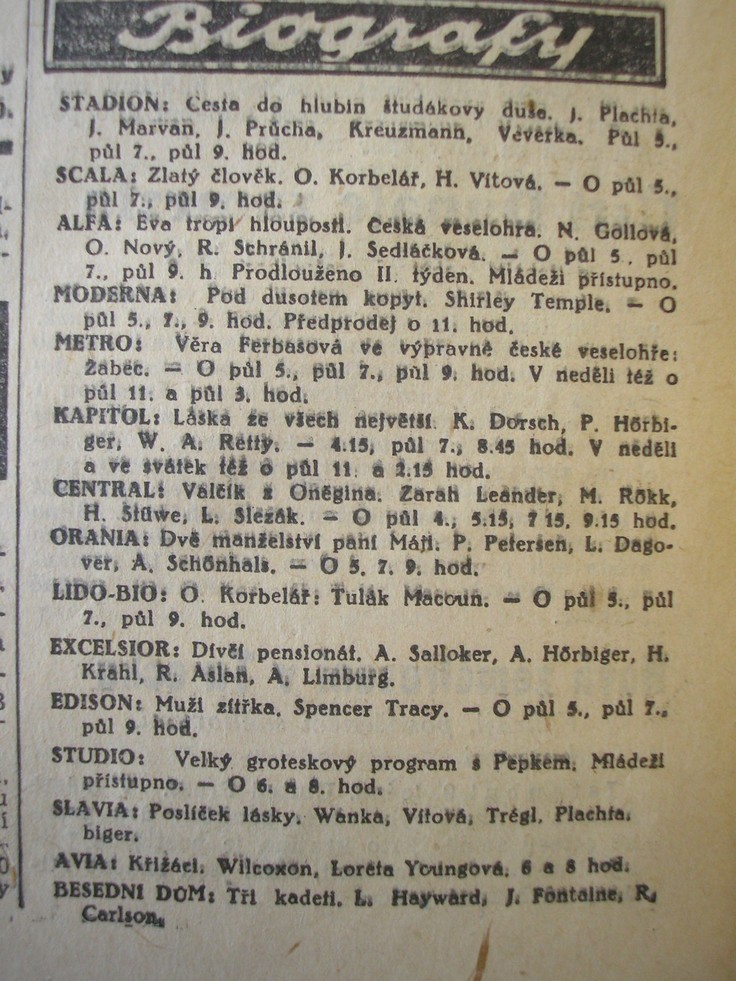 Biografy
STADION: Cesta do hlubin študákovy duše. J. Plachta,
J. Marvan, J. Průcha, Kreuzmann, Veverka. Půl 5.,
půl 7., půl 9. hod.
SCALA: Zlatý člověk. O. Korbelář, H. Vítová. — O půl 5.,
půl 7., půl 9. hod.
ALFA: Eva tropí hlouposti. Česká veselohra. N. Gollová,
O. Nový, R. Schránil, J. Sedláčková. — O půl 5., půl
7., půl 9. h. Prodlouženo II. týden. Mládeži přístupno.
MODERNA: Pod dusotem kopyt. Shirley Temple. — O
půl 5., 7., 9. hod. Předprodej o 11. hod.
METRO: Věra Ferbasová ve výpravné české veselohře:
Žabec. — O půl 5., půl 7., půl 9. hod. V neděli též o
půl 11. a půl 3. hod.
KAPITOL: Láska ze všech největší. K. Dorsch, P. Hörbi-
ger, W. A. Retty. — 4.15, půl 7., 8.45 hod. V neděli
a ve svátek též o půl 11. a 2.15 hod.
CENTRAL: Valčík z Oněgina. Zarah Leander, M. Rökk,
H. Stüwe, L. Slezák. — O půl 4., 5.15, 7 15. 9.15 hod.
ORANIA: Dvě manželství paní Máti. P. Petersen, L. Dago-
ver, A. Schönhals. — O 5. 7. 9. hod.
LIDO-BIO: O. Korbelář: Tulák Macoun. — O půl 5., půl
7., půl 9. hod.
EXCELSIOR: Dívčí pensionát. A. Salloker, A. Hörbiger, H.
Krahl, R. Aslan, A. Limburg.
EDISON: Muži zítřka. Spencer Tracy. — O půl 5., půl 7.,
půl 9. hod.
STUDIO: Velký groteskový program s Pepkem. Mládeži
přístupno. — O 6. a 8. hod.
SLAVIA: Poslíček lásky. Wanka, Vítová, Trégl, Plachta.
biger.
AVIA: Křižáci. Wilcoxon, Loreta Youngová. 6 a 8 hod.
BESEDNÍ DŮM: Tři kadeti. L. Hayward, J. Fontaine, R.
Carlson.